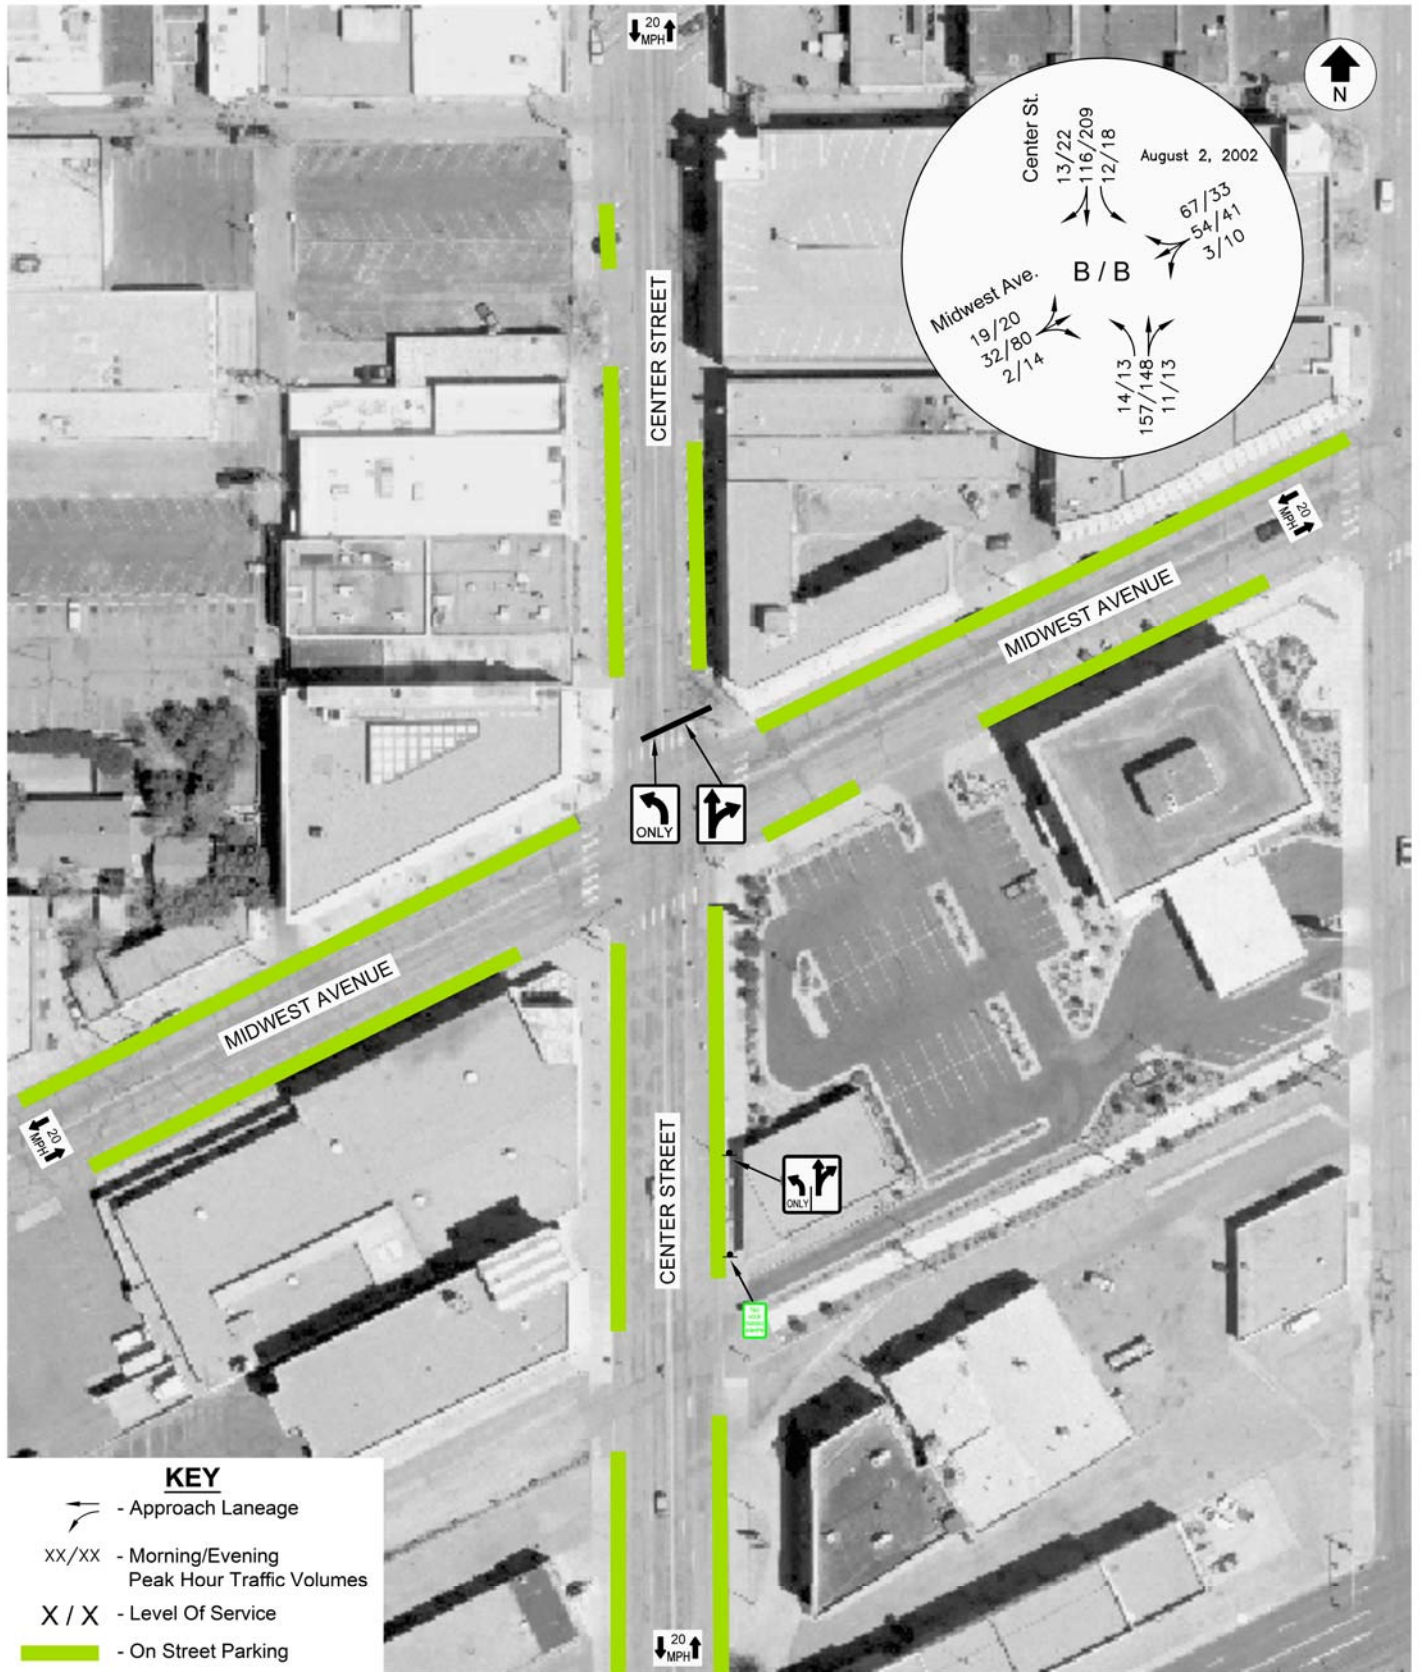 20
MPH
N
Center St.
13/22
116/209
12/18
August 2, 2002
67/33
54/41
3/10
B / B
Midwest Ave.
19/20
32/80
2/14
14/13
157/148
11/13
CENTER STREET
20
MPH
MIDWEST AVENUE
ONLY
MIDWEST AVENUE
20
MPH
CENTER STREET
ONLY
KEY
- Approach Laneage
XX/XX - Morning/Evening
Peak Hour Traffic Volumes
X / X - Level Of Service
- On Street Parking
20
MPH